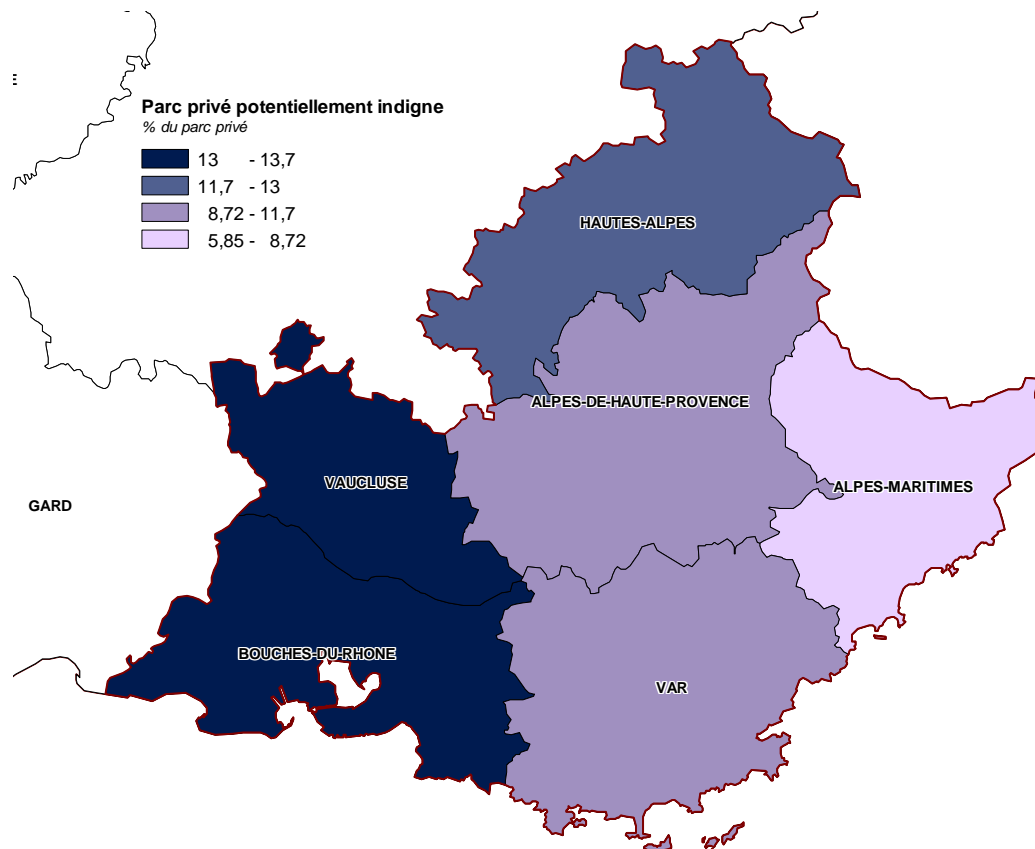 Parc privé potentiellement indigne
% du parc privé
13 - 13,7
11,7 - 13
8,72 - 11,7
5,85 - 8,72
HAUTES-ALPES
ALPES-DE-HAUTE-PROVENCE
VAUCLUSE
ALPES-MARITIMES
GARD
BOUCHES-DU-RHONE
VAR